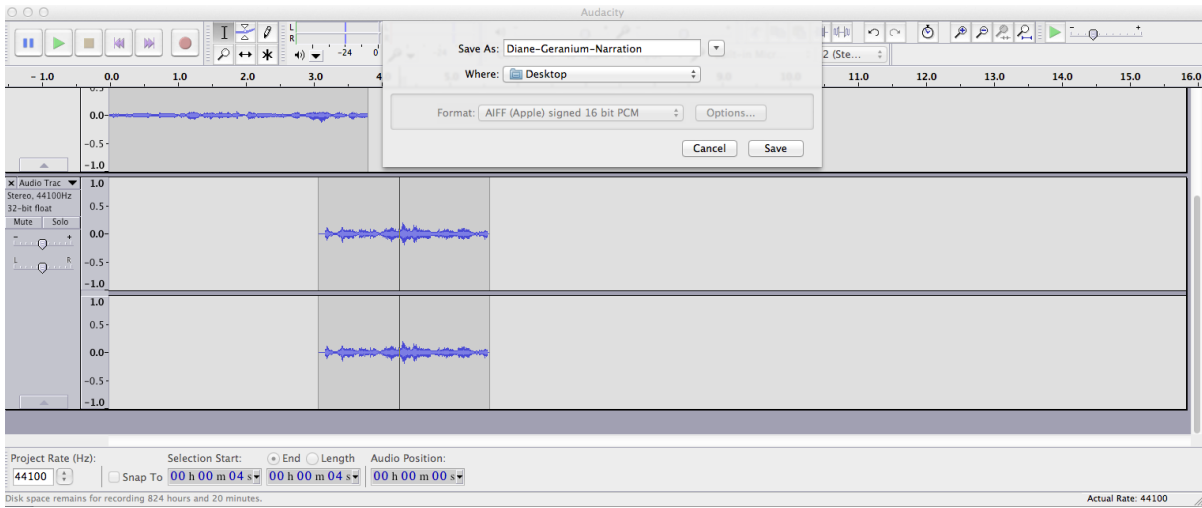 Audacity
L
R
-24 0
Save As: Diane-Geranium-Narration
Where: Desktop
2 (Ste...
- 1.0 0.0 1.0 2.0 3.0 4 11.0 12.0 13.0 14.0 15.0 16.0
Format: AIFF (Apple) signed 16 bit PCM Options...
Cancel Save
0.0-
-0.5-
-1.0
Audio Trac
Stereo, 44100Hz
32-bit float
Mute Solo
- +
L R
1.0
0.5-
0.0-
-0.5-
-1.0
1.0
0.5-
0.0-
-0.5-
-1.0
Project Rate (Hz): Selection Start: End Length Audio Position:
44100 Snap To 00 h 00 m 04 s 00 h 00 m 04 s 00 h 00 m 00 s
Disk space remains for recording 824 hours and 20 minutes. Actual Rate: 44100